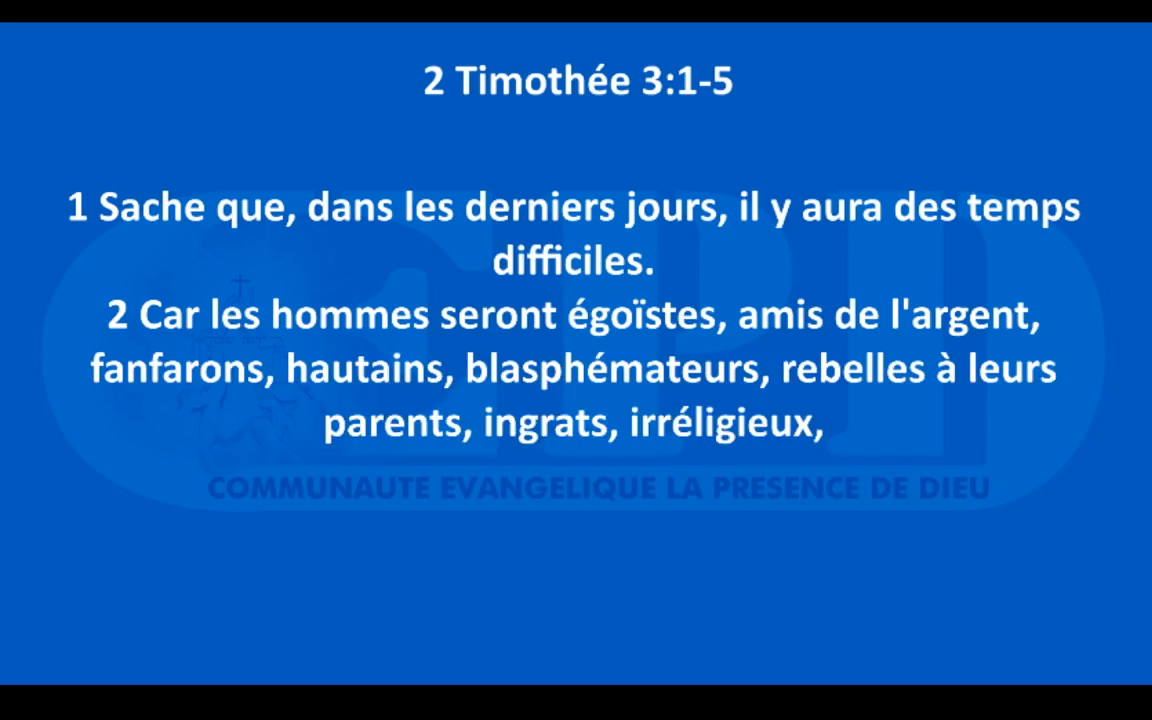 2 Timothée 3:1-5
1 Sache que, dans les derniers jours, il y aura des temps
difficiles.
2 Car les hommes seront égoïstes, amis de l'argent,
fanfarons, hautains, blasphémateurs, rebelles à leurs
parents, ingrats, irréligieux,
CEPD
COMMUNAUTE EVANGELIQUE LA PRESENCE DE DIEU